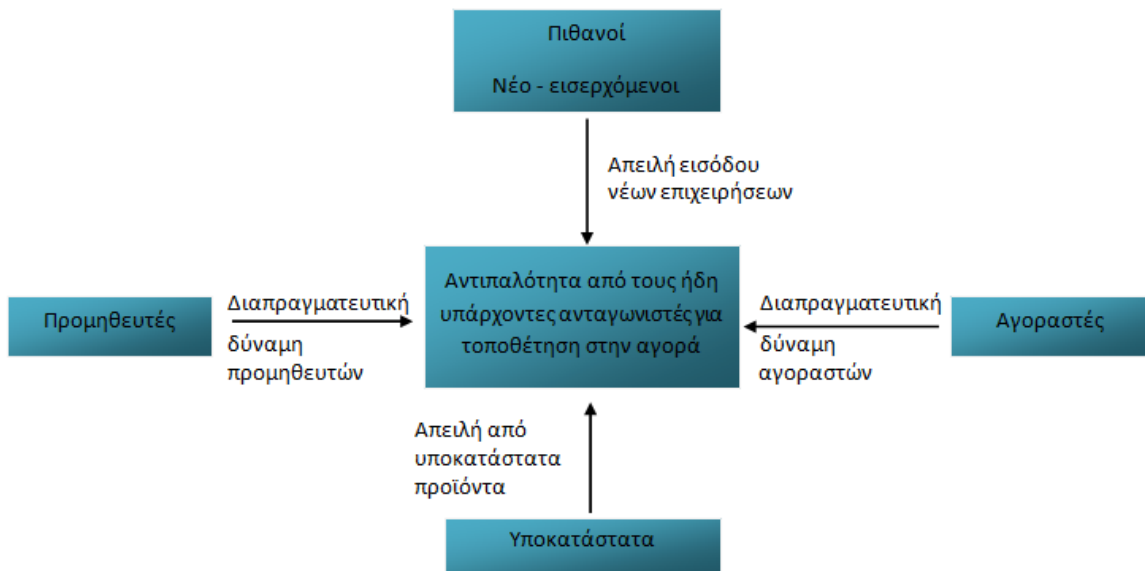 Πιθανοί
Νέο - εισερχόμενοι
Απειλή εισόδου
νέων επιχειρήσεων
Προμηθευτές
Διαπραγματευτική
δύναμη
προμηθευτών
Αντιπαλότητα από τους ήδη
υπάρχοντες ανταγωνιστές για
τοποθέτηση στην αγορά
Διαπραγματευτική
δύναμη
αγοραστών
Αγοραστές
Απειλή από
υποκατάστατα
προϊόντα
Υποκατάστατα